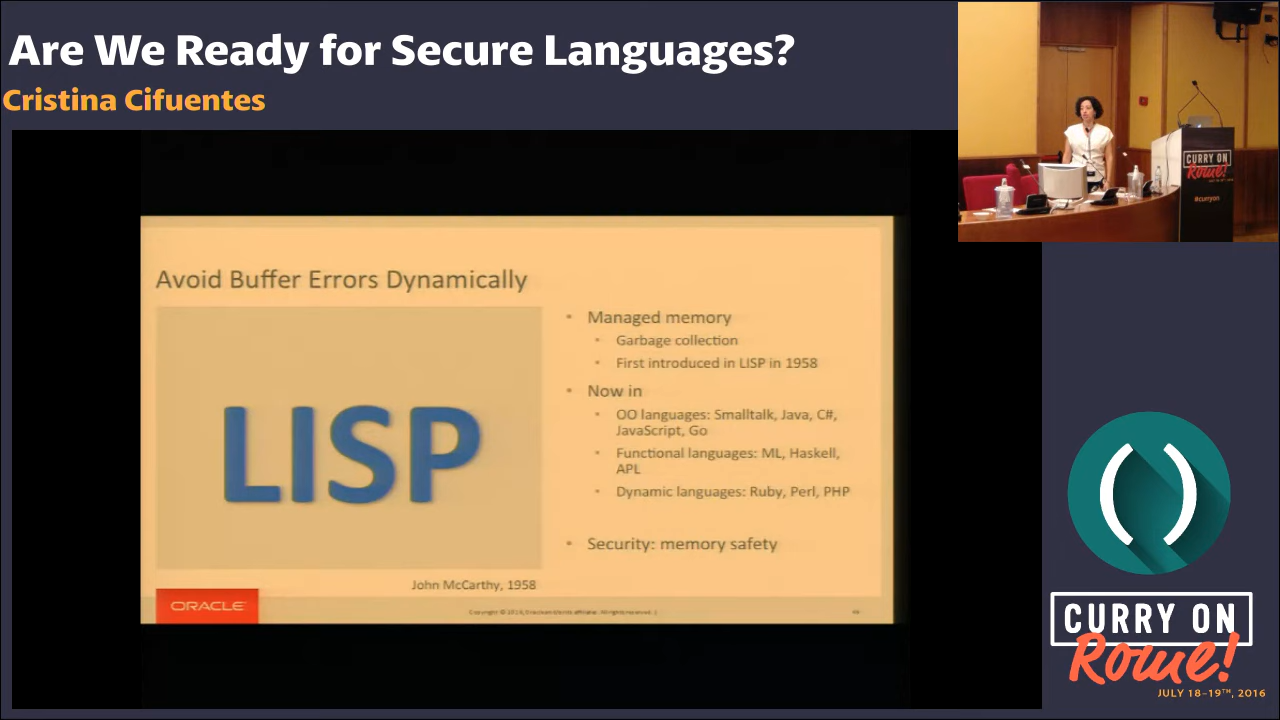 Are We Ready for Secure Languages?
Cristina Cifuentes
CURRY ON
Rome!
#curryon
Avoid Buffer Errors Dynamically
LISP
John McCarthy, 1958
• Managed memory
• Garbage collection
• First introduced in LISP in 1958
• Now in
• OO languages: Smalltalk, Java, C#,
JavaScript, Go
• Functional languages: ML, Haskell,
APL
• Dynamic languages: Ruby, Perl, PHP
• Security: memory safety
ORACLE
( )
CURRY ON
Rome!
JULY 18-19TH, 2016